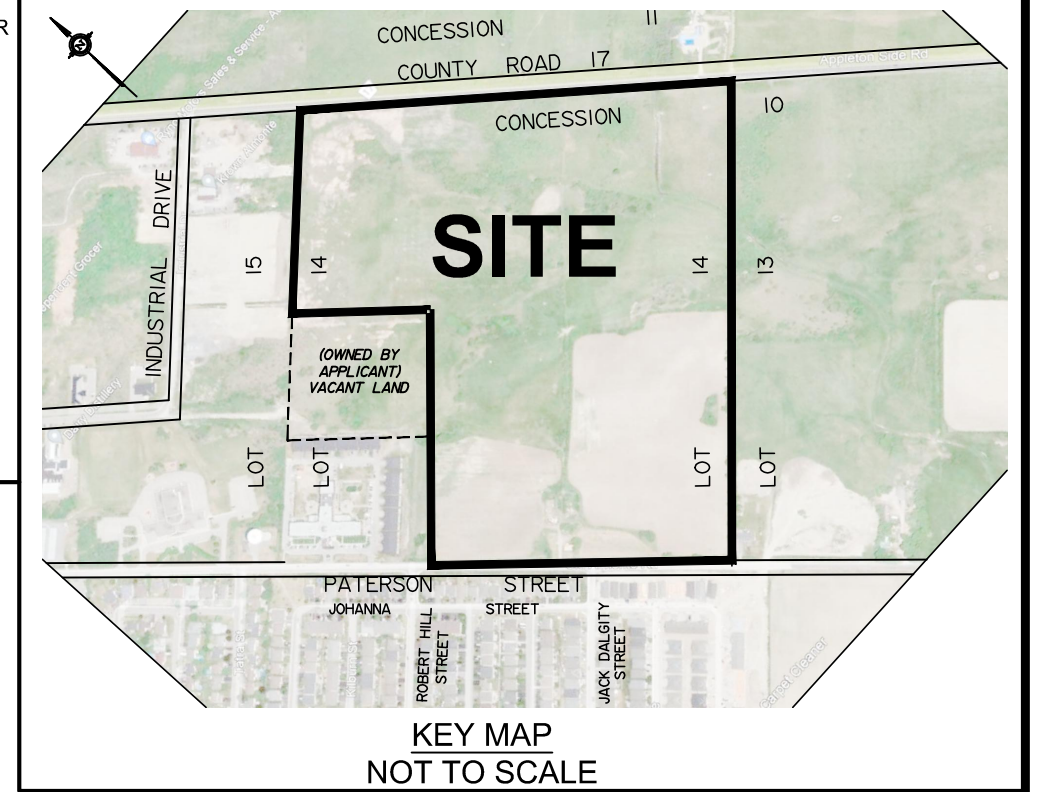 R
CONCESSION 11
COUNTY ROAD 17
Appleton Side Rd
CONCESSION 10
INDUSTRIAL DRIVE
15
14
SITE
14
13
(OWNED BY
APPLICANT)
VACANT LAND
LOT
LOT
LOT
LOT
PATERSON STREET
JOHANNA STREET
ROBERT HILL
STREET
JACK DALGITY
STREET
KEY MAP
NOT TO SCALE